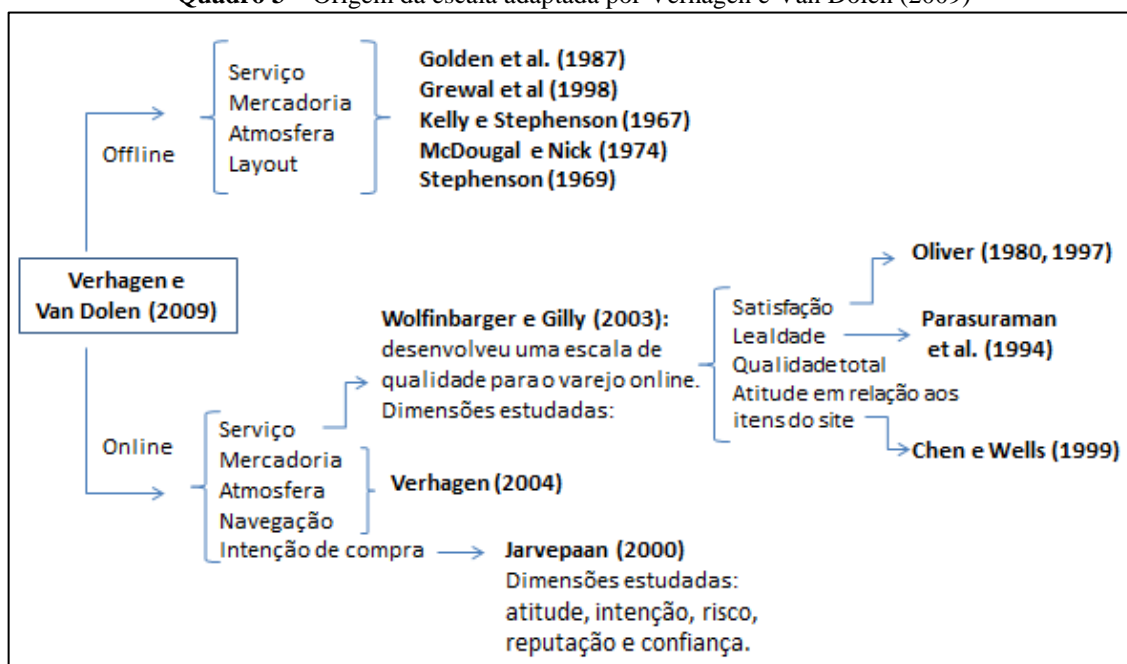 Quadro 3 – Origem da escala adaptada por Verhagen e Van Dolen (2009)
Serviço
Mercadoria
Atmosfera
Layout
Offline
Golden et al. (1987)
Grewal et al (1998)
Kelly e Stephenson (1967)
McDougal e Nick (1974)
Stephenson (1969)
Verhagen e
Van Dolen (2009)
Online
Serviço
Mercadoria
Atmosfera
Navegação
Intenção de compra
Wolfinbarger e Gilly (2003):
desenvolveu uma escala de
qualidade para o varejo online.
Dimensões estudadas:
Satisfação
Lealdade
Qualidade total
Atitude em relação aos
itens do site
Oliver (1980, 1997)
Parasuraman
et al. (1994)
Chen e Wells (1999)
Verhagen (2004)
Jarvepaan (2000)
Dimensões estudadas:
atitude, intenção, risco,
reputação e confiança.